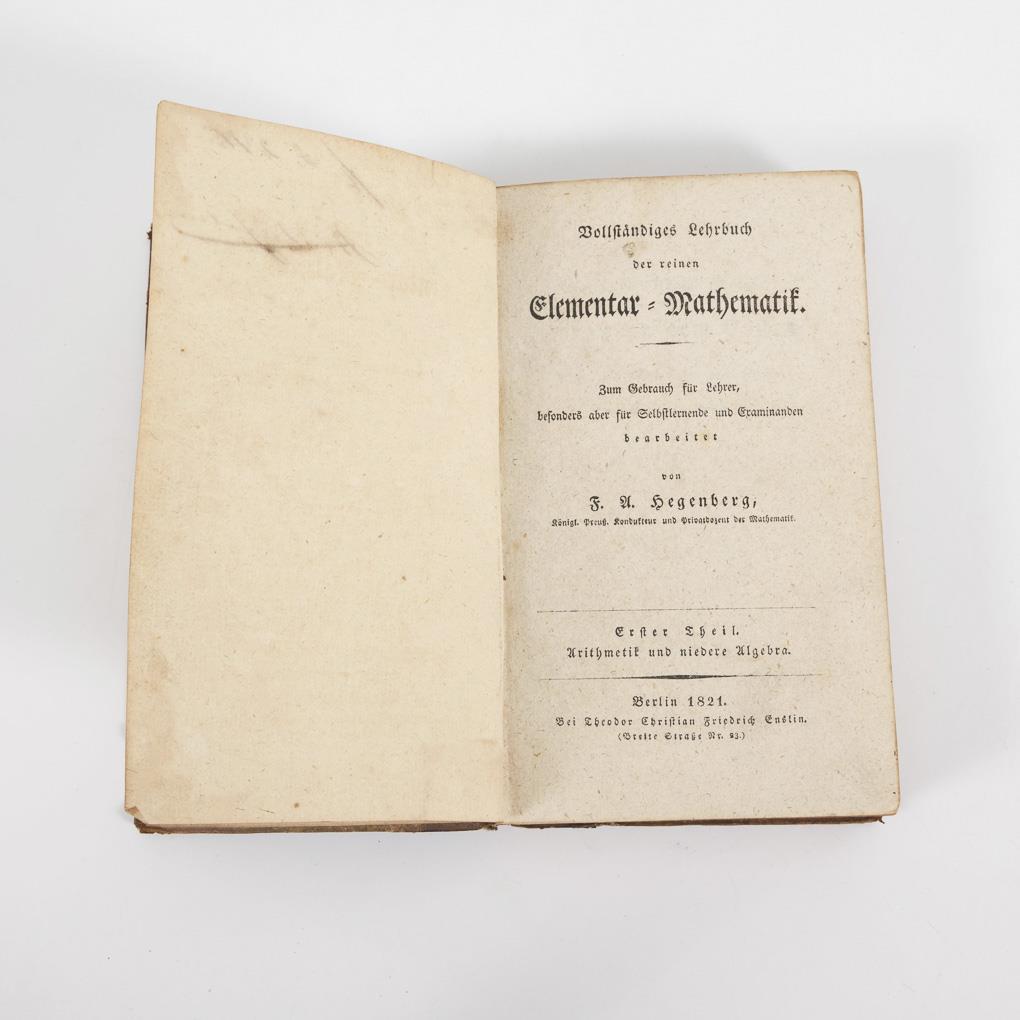 Vollständiges Lehrbuch
der reinen
Elementar-Mathematik.
Zum Gebrauch für Lehrer,
besonders aber für Selbstlernende und Examinanden
bearbeitet
von
F. A. Hegenberg,
Königl. Preuß. Kondukteur und Privatdozent der Mathematik.
Erster Theil.
Arithmetik und niedere Algebra.
Berlin 1821.
Bei Theodor Christian Friedrich Enslin.
(Breite Straße Nr. 23.)